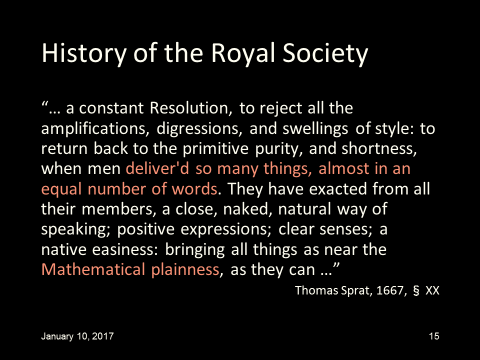 History of the Royal Society
“… a constant Resolution, to reject all the
amplifications, digressions, and swellings of style: to
return back to the primitive purity, and shortness,
when men deliver'd so many things, almost in an
equal number of words. They have exacted from all
their members, a close, naked, natural way of
speaking; positive expressions; clear senses; a
native easiness: bringing all things as near the
Mathematical plainness, as they can …”
Thomas Sprat, 1667, § XX
January 10, 2017
15